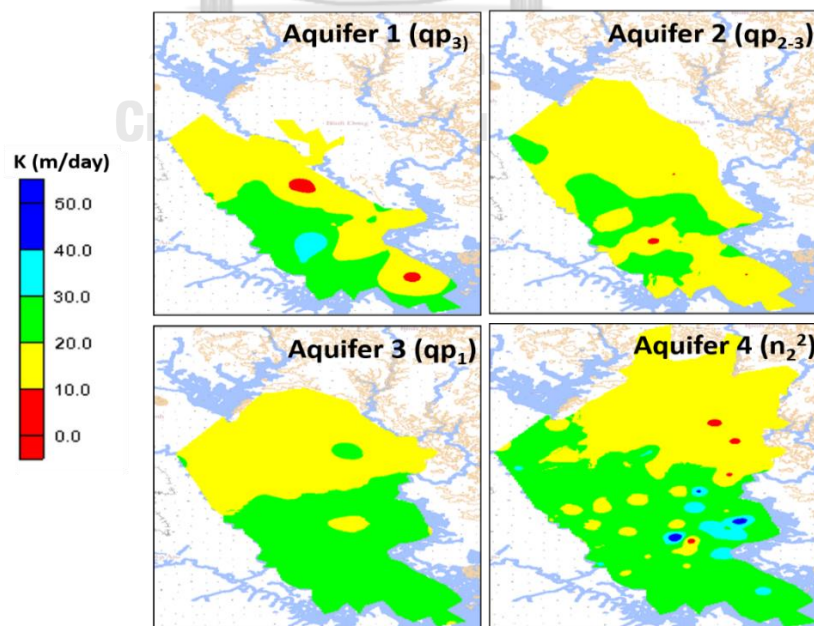 Aquifer 1 (qp₃)
Aquifer 2 (qp₂₋₃)
K (m/day)
50.0
40.0
30.0
20.0
10.0
0.0
Aquifer 3 (qp₁)
Aquifer 4 (n₂²)